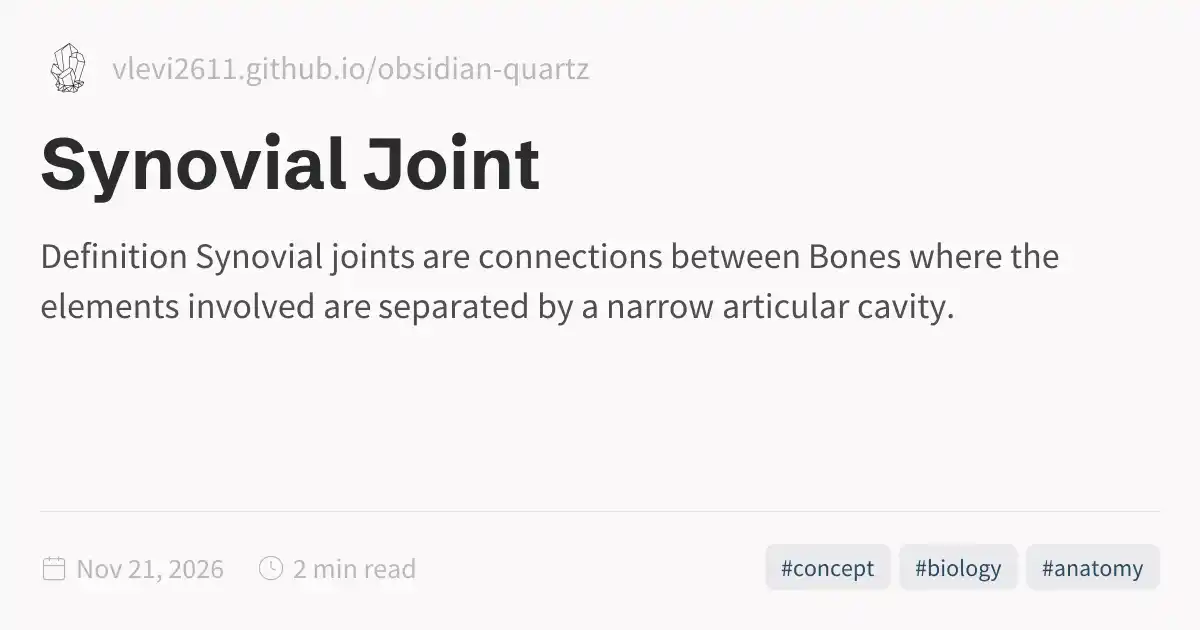 vlevi2611.github.io/obsidian-quartz
Synovial Joint
Definition Synovial joints are connections between Bones where the
elements involved are separated by a narrow articular cavity.
Nov 21, 2026 2 min read #concept #biology #anatomy